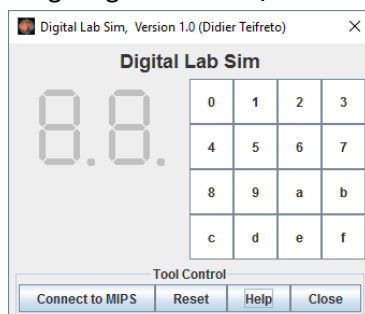 Digital Lab Sim, Version 1.0 (Didier Teifreto)
Digital Lab Sim
0 1 2 3
4 5 6 7
8 9 a b
c d e f
Tool Control
Connect to MIPS Reset Help Close